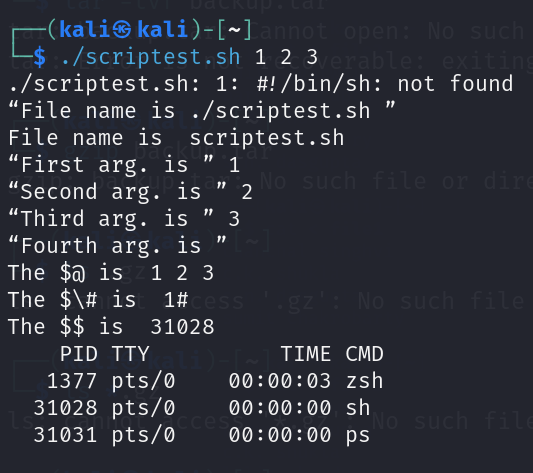 ┌──(kali㉿kali)-[~]
└─$ ./scriptest.sh 1 2 3
./scriptest.sh: 1: #!/bin/sh: not found
“File name is ./scriptest.sh ”
File name is  scriptest.sh
“First arg. is ” 1
“Second arg. is ” 2
“Third arg. is ” 3
“Fourth arg. is ”
The $@ is  1 2 3
The $\# is  1#
The $$ is  31028
    PID TTY          TIME CMD
   1377 pts/0    00:00:03 zsh
  31028 pts/0    00:00:00 sh
  31031 pts/0    00:00:00 ps